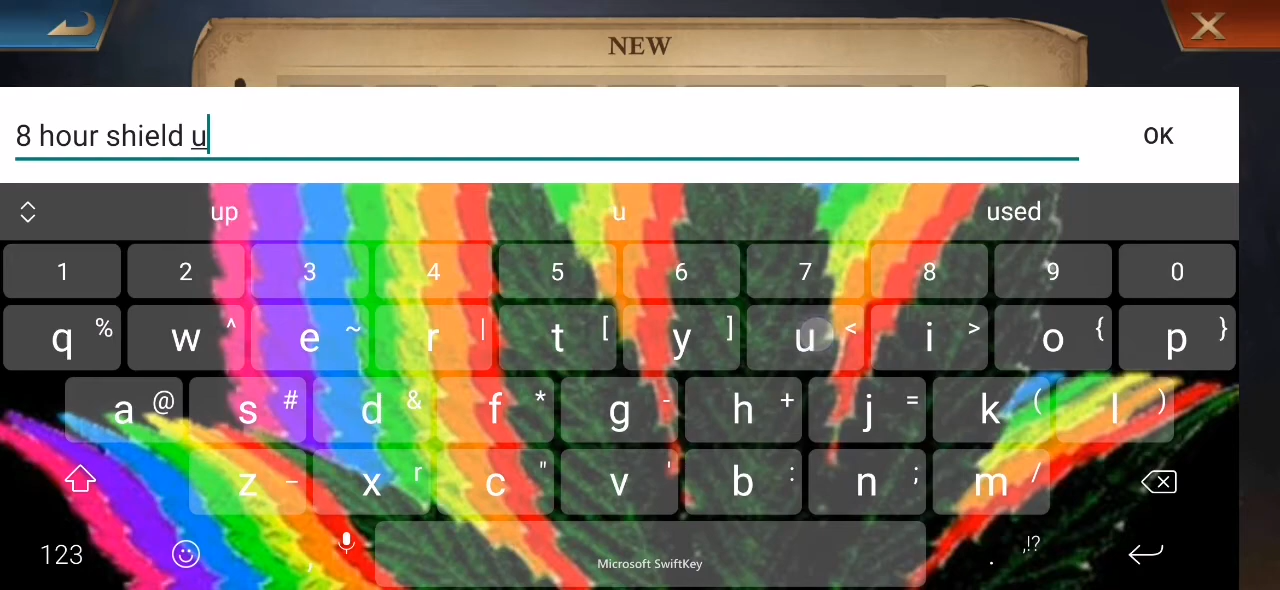 NEW
8 hour shield u
OK
up u used
1 2 3 4 5 6 7 8 9 0
q % w ^ e ~ r | t [ y ] u < i > o { p }
a @ s # d & f * g - h + j = k ( l )
z _ x r c " v ' b : n ; m /
123 , Microsoft SwiftKey . ,!?